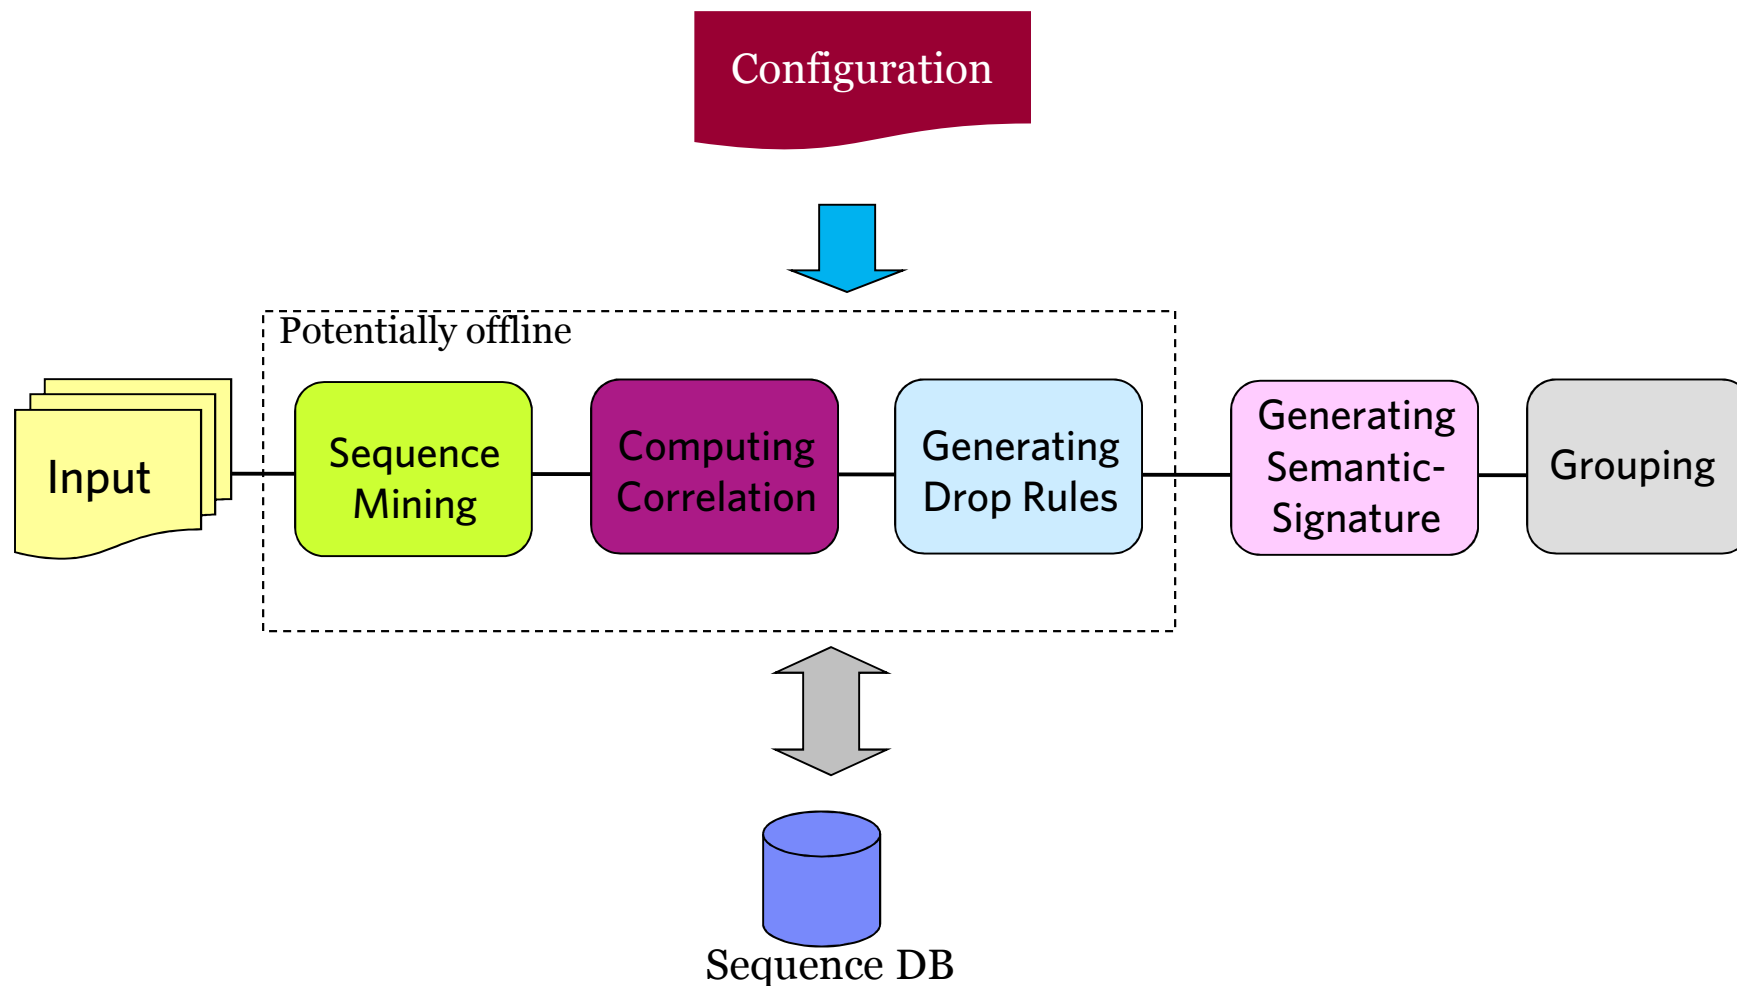 Configuration
Potentially offline
Input
Sequence
Mining
Computing
Correlation
Generating
Drop Rules
Generating
Semantic-
Signature
Grouping
Sequence DB